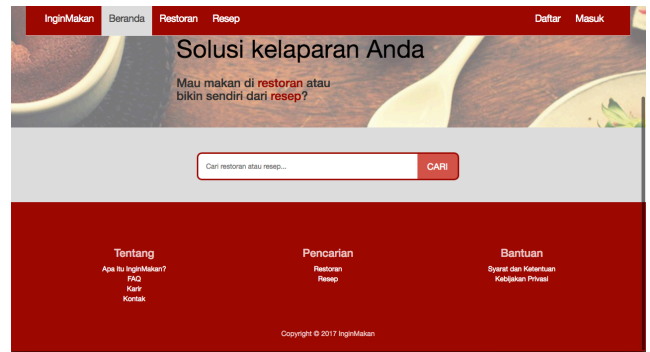 InginMakan Beranda Restoran Resep Daftar Masuk
Solusi kelaparan Anda
Mau makan di restoran atau
bikin sendiri dari resep?
Cari restoran atau resep... CARI
Tentang
Apa itu InginMakan?
FAQ
Karir
Kontak
Pencarian
Restoran
Resep
Bantuan
Syarat dan Ketentuan
Kebijakan Privasi
Copyright © 2017 InginMakan